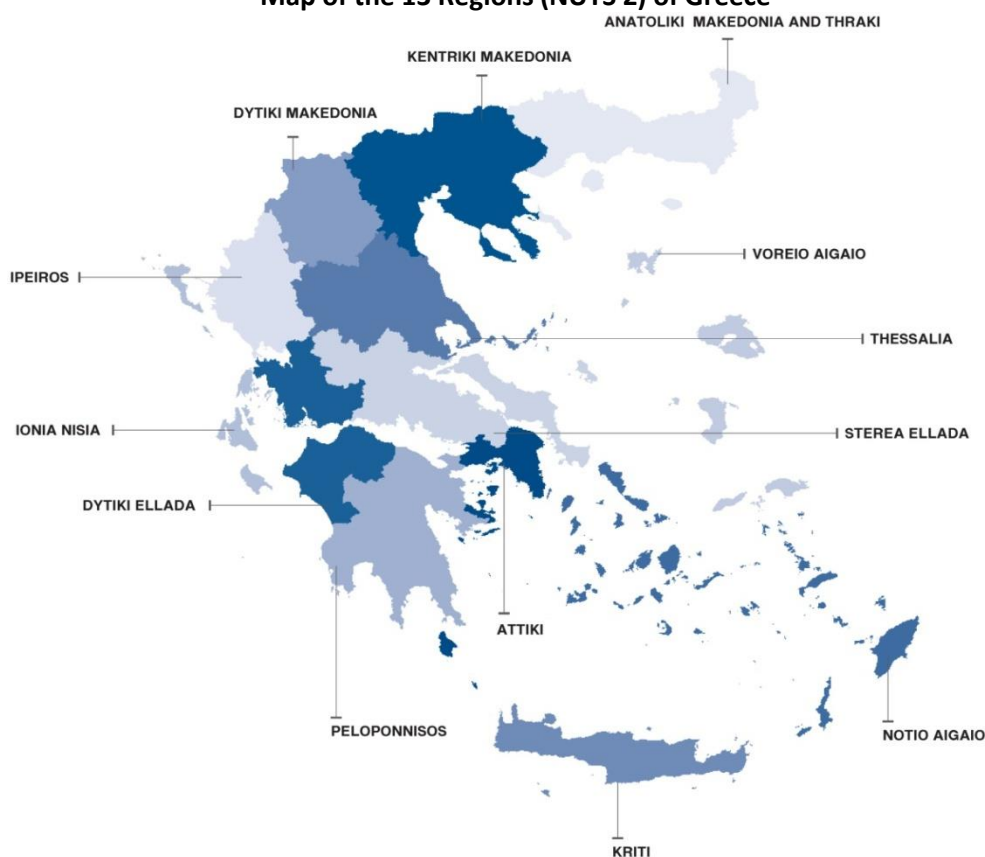 Map of the 13 Regions (NUTS 2) of Greece
ANATOLIKI MAKEDONIA AND THRAKI
KENTRIKI MAKEDONIA
DYTIKI MAKEDONIA
VOREIO AIGAIO
IPEIROS
THESSALIA
IONIA NISIA
STEREA ELLADA
DYTIKI ELLADA
ATTIKI
PELOPONNISOS
NOTIO AIGAIO
KRITI